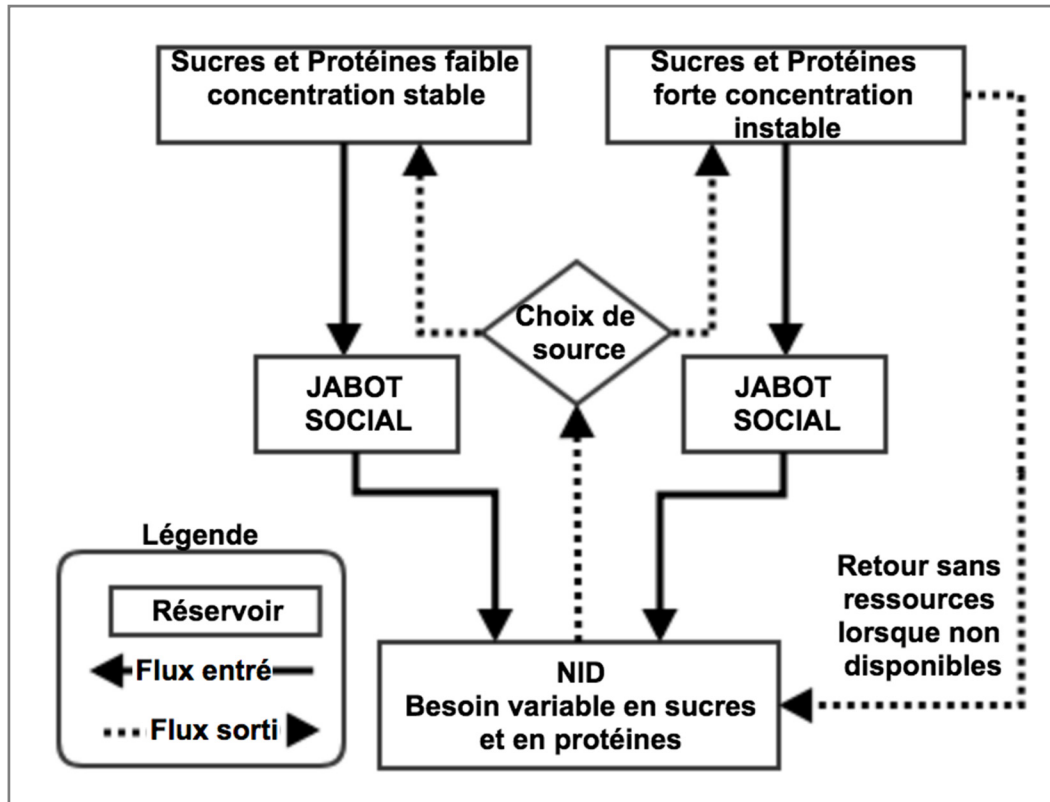 Sucres et Protéines faible
concentration stable
Sucres et Protéines
forte concentration
instable
Choix de
source
JABOT
SOCIAL
JABOT
SOCIAL
Légende
Réservoir
Flux entré
Flux sorti
NID
Besoin variable en sucres
et en protéines
Retour sans
ressources
lorsque non
disponibles